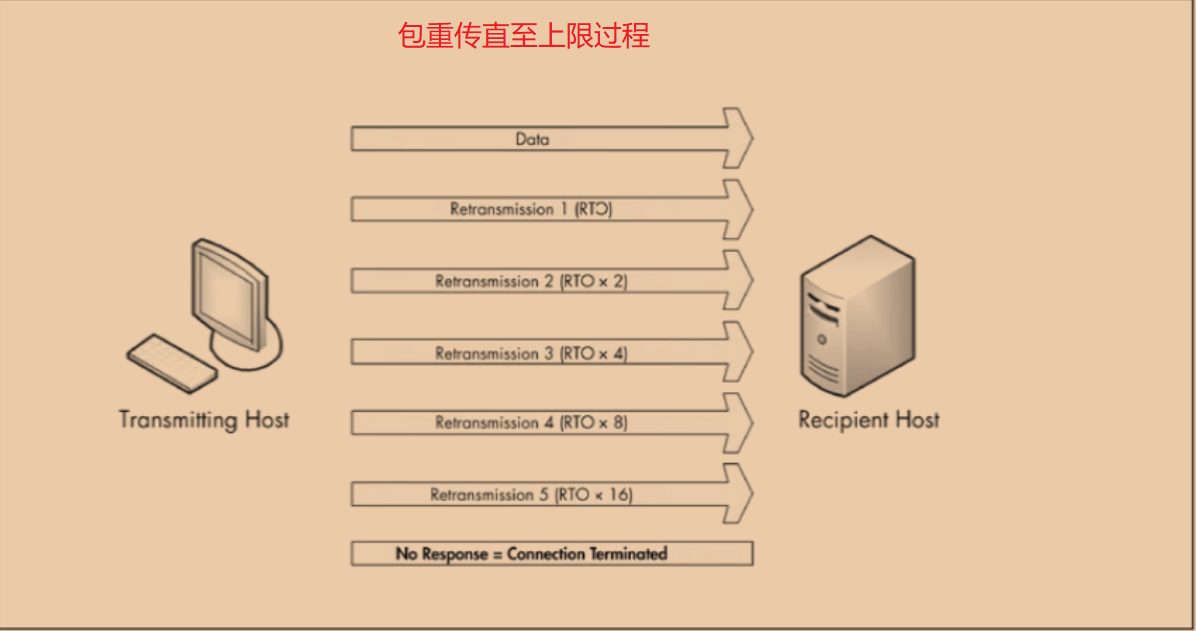 包重传直至上限过程
Data
Retransmission 1 (RTO)
Retransmission 2 (RTO × 2)
Retransmission 3 (RTO × 4)
Retransmission 4 (RTO × 8)
Retransmission 5 (RTO × 16)
No Response = Connection Terminated
Transmitting Host
Recipient Host